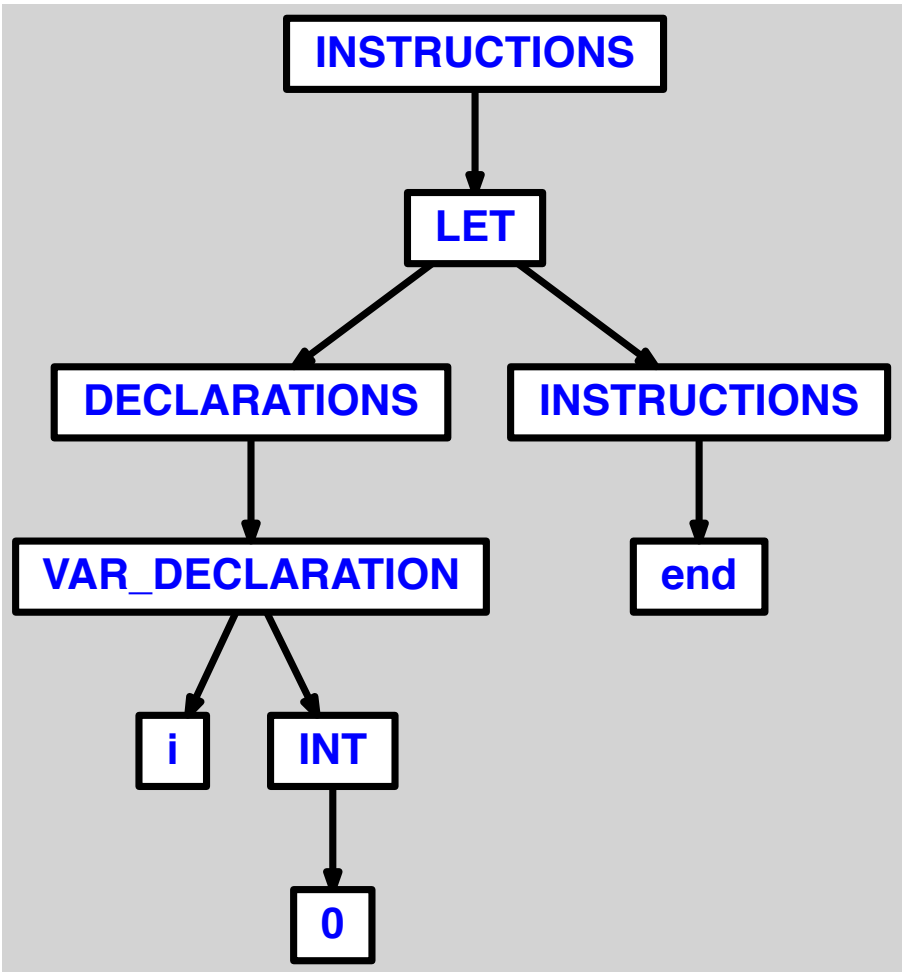 INSTRUCTIONS
LET
DECLARATIONS
INSTRUCTIONS
VAR_DECLARATION
end
i
INT
0